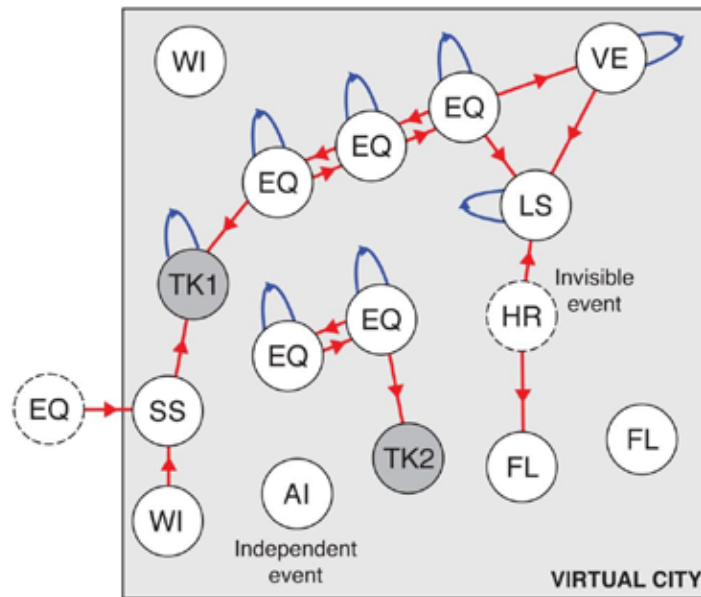 WI
VE
EQ
EQ
EQ
LS
TK1
Invisible
event
HR
EQ
EQ
EQ
SS
FL
TK2
FL
AI
WI
Independent
event
VIRTUAL CITY